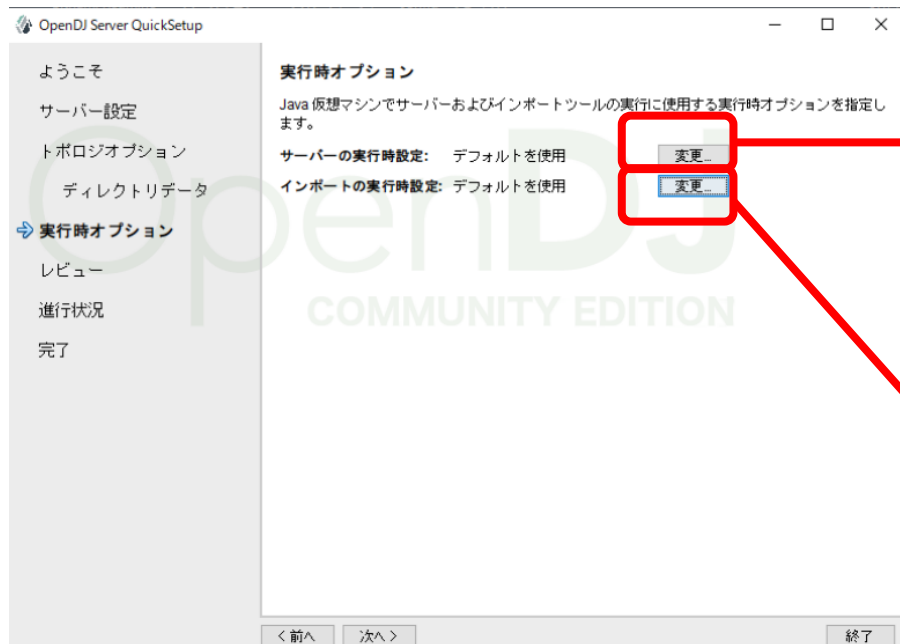 OpenDJ Server QuickSetup
ようこそ
サーバー設定
トポロジオプション
ディレクトリデータ
実行時オプション
レビュー
進行状況
完了
実行時オプション
Java 仮想マシンでサーバーおよびインポートツールの実行に使用する実行時オプションを指定し
ます。
サーバーの実行時設定: デフォルトを使用 変更...
インポートの実行時設定: デフォルトを使用 変更...
OpenDJ
COMMUNITY EDITION
< 前へ 次へ > 終了